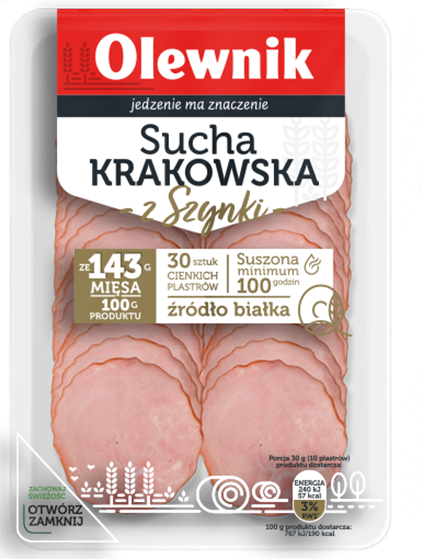 Olewnik
jedzenie ma znaczenie
Sucha
KRAKOWSKA
- z Szynki -
ZE 143 G
MIĘSA
100 G
PRODUKTU
30 sztuk
CIENKICH
PLASTRÓW
Suszona
minimum
100 godzin
źródło białka
Porcja 30 g (10 plastrów)
produktu dostarcza:
ENERGIA
240 kJ
57 kcal
3%
RWS
100 g produktu dostarcza:
767 kJ/190 kcal
ZACHOWAJ
ŚWIEŻOŚĆ
OTWÓRZ
ZAMKNIJ